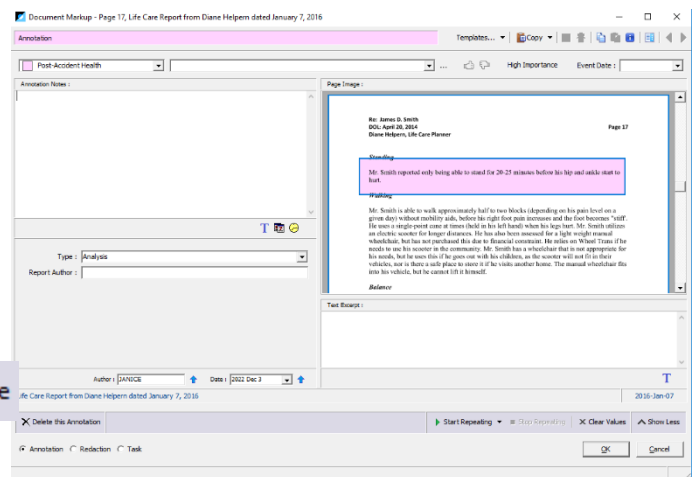 Document Markup - Page 17, Life Care Report from Diane Helpern dated January 7, 2016
Annotation
Templates...
Copy
Post-Accident Health
...
High Importance
Event Date :
Annotation Notes :
Page Image :
Re: James D. Smith
DOL: April 20, 2014
Page 17
Diane Helpern, Life Care Planner
Standing
Mr. Smith reported only being able to stand for 20-25 minutes before his hip and ankle start to
hurt.
Walking
Mr. Smith is able to walk approximately half to two blocks (depending on his pain level on a
given day) without mobility aids, before his right foot pain increases and the foot becomes "stiff".
He uses a single-point cane at times (held in his left hand) when his legs hurt. Mr. Smith utilizes
an electric scooter for longer distances. He has also been assessed for a light weight manual
wheelchair, but has not purchased this due to financial constraint. He relies on Wheel Trans if he
needs to use his scooter in the community. Mr. Smith has a wheelchair that is not appropriate for
his needs, but he uses this if he goes out with his children, as the scooter will not fit in their
vehicles, nor is there a safe place to store it if he visits another home. The manual wheelchair fits
into his vehicle, but he cannot lift it himself.
Balance
T
Type : Analysis
Report Author :
Text Excerpt :
Author : JANICE
Date : 2022 Dec 3
T
e
Life Care Report from Diane Helpern dated January 7, 2016
2016-Jan-07
Delete this Annotation
Start Repeating
Stop Repeating
Clear Values
Show Less
Annotation
Redaction
Task
OK
Cancel